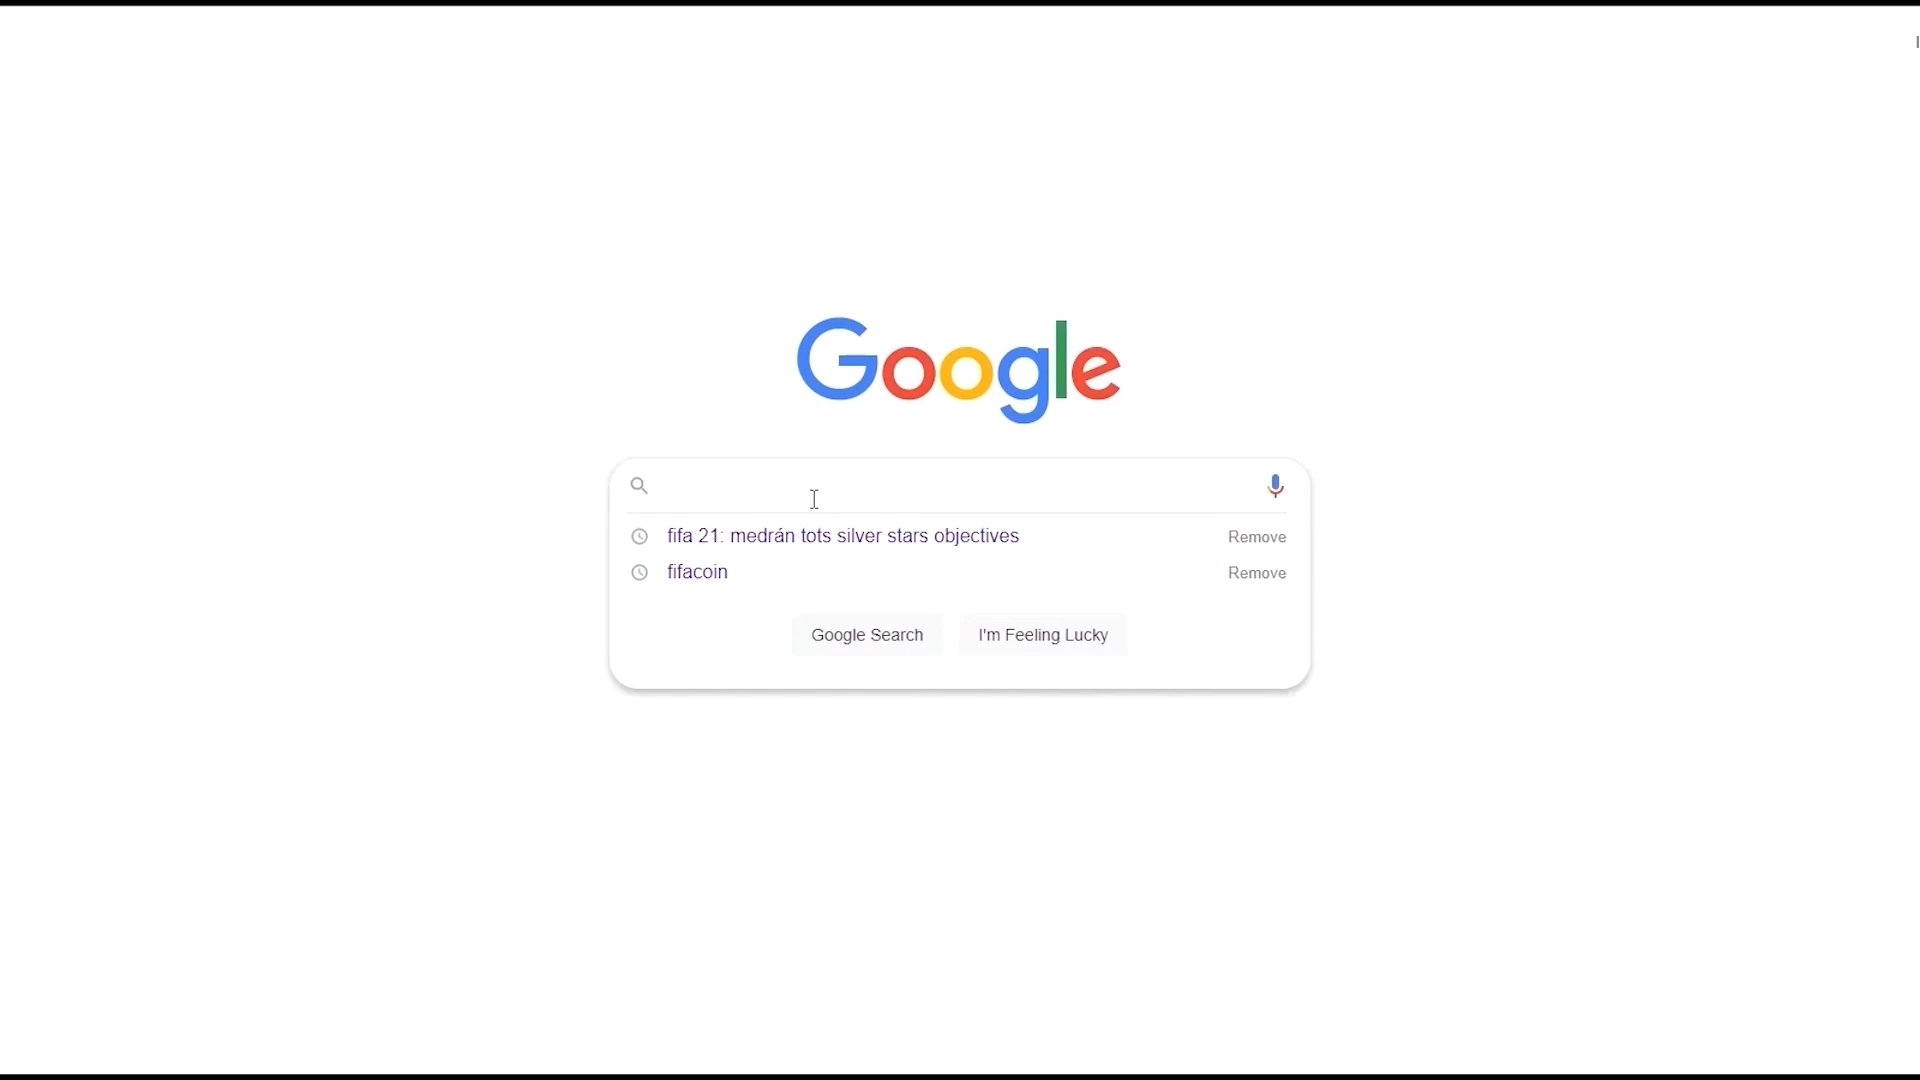 Google
fifa 21: medrán tots silver stars objectives Remove
fifacoin Remove
Google Search I'm Feeling Lucky